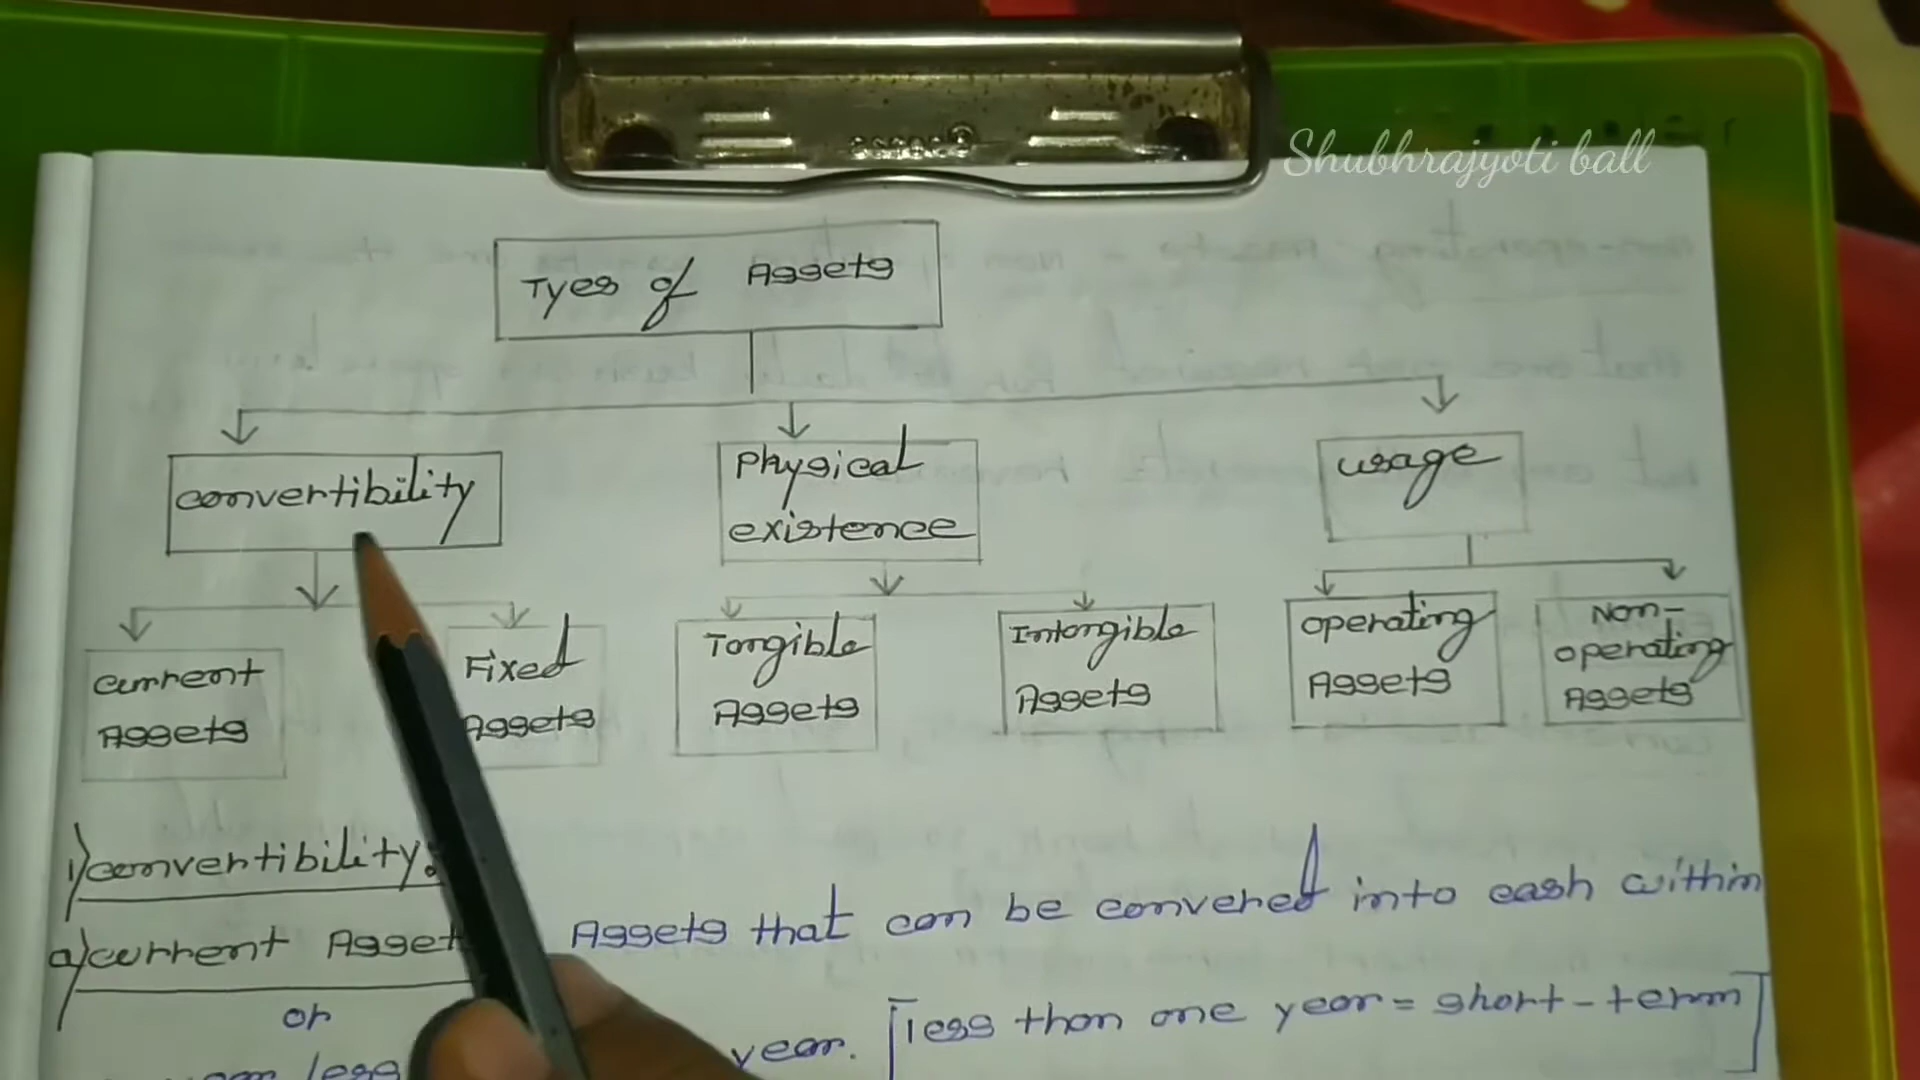 Shubhrajyoti ball
Tyes of Assets
convertibility
Physical
existence
usage
current
Assets
Fixed
Assets
Tangible
Assets
Intangible
Assets
Operating
Assets
Non-
operating
Assets
1) convertibility:
a) current Asset
Assets that can be convered into cash within
or
year. [less than one year = short-term]
less